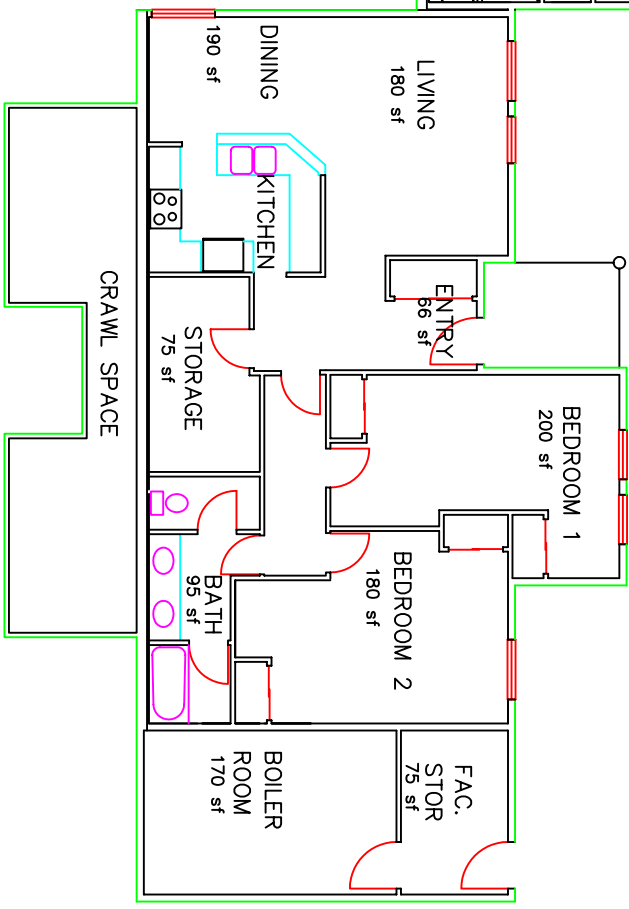 LIVING
180 sf
DINING
190 sf
KITCHEN
ENTRY
66 sf
STORAGE
75 sf
CRAWL SPACE
BEDROOM 1
200 sf
BEDROOM 2
180 sf
BATH
95 sf
FAC.
STOR
75 sf
BOILER
ROOM
170 sf